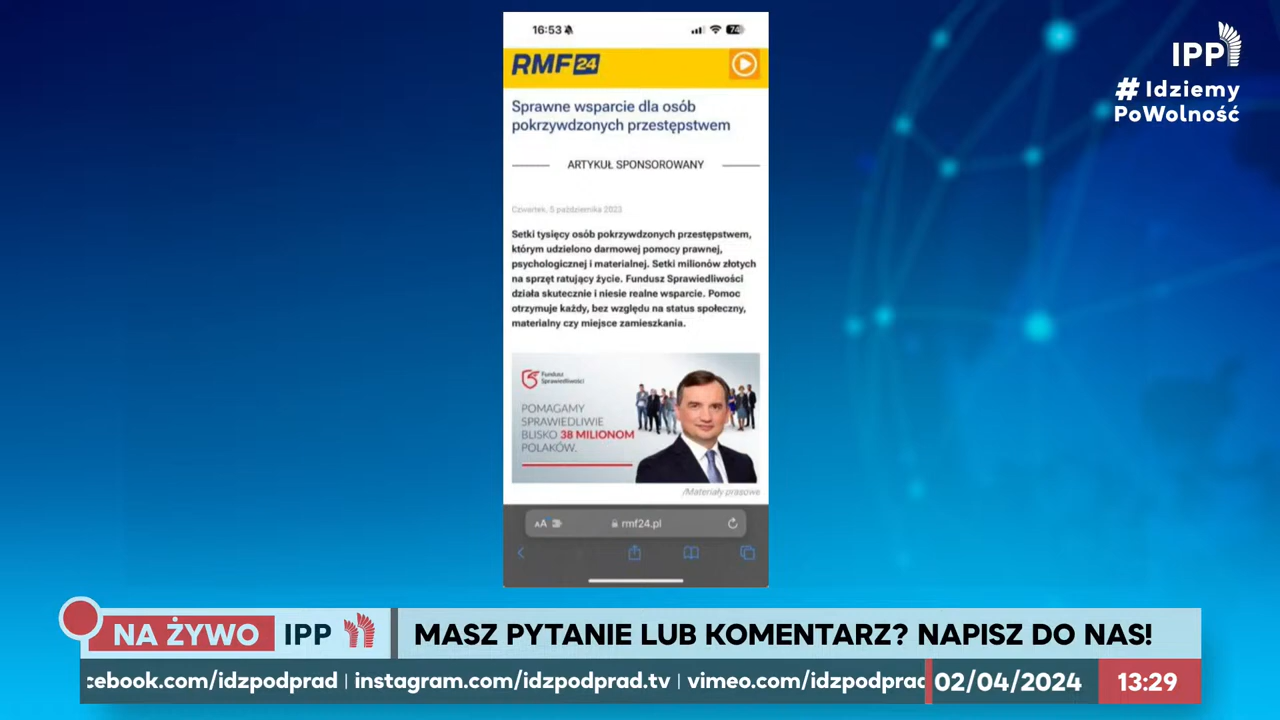 16:53
74
RMF 24
Sprawne wsparcie dla osób
pokrzywdzonych przestępstwem
ARTYKUŁ SPONSOROWANY
Czwartek, 5 października 2023
Setki tysięcy osób pokrzywdzonych przestępstwem,
którym udzielono darmowej pomocy prawnej,
psychologicznej i materialnej. Setki milionów złotych
na sprzęt ratujący życie. Fundusz Sprawiedliwości
działa skutecznie i niesie realne wsparcie. Pomoc
otrzymuje każdy, bez względu na status społeczny,
materialny czy miejsce zamieszkania.
Fundusz
Sprawiedliwości
POMAGAMY
SPRAWIEDLIWIE
BLISKO 38 MILIONOM
POLAKÓW.
/Materiały prasowe
AA
rmf24.pl
IPP
# Idziemy
PoWolność
NA ŻYWO IPP
MASZ PYTANIE LUB KOMENTARZ? NAPISZ DO NAS!
cebook.com/idzpodprad | instagram.com/idzpodprad.tv | vimeo.com/idzpodprad
02/04/2024
13:29